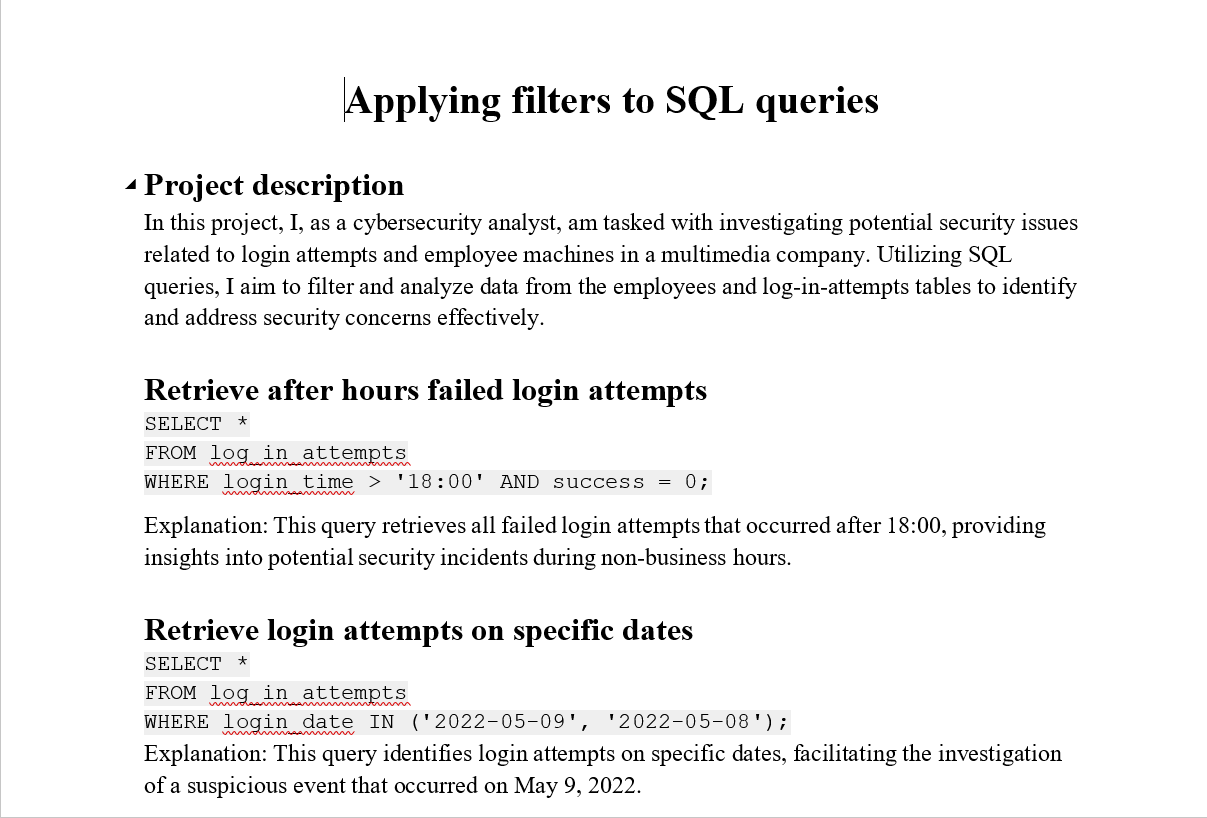 Applying filters to SQL queries
Project description
In this project, I, as a cybersecurity analyst, am tasked with investigating potential security issues
related to login attempts and employee machines in a multimedia company. Utilizing SQL
queries, I aim to filter and analyze data from the employees and log-in-attempts tables to identify
and address security concerns effectively.
Retrieve after hours failed login attempts
SELECT *
FROM log_in_attempts
WHERE login_time > '18:00' AND success = 0;
Explanation: This query retrieves all failed login attempts that occurred after 18:00, providing
insights into potential security incidents during non-business hours.
Retrieve login attempts on specific dates
SELECT *
FROM log_in_attempts
WHERE login_date IN ('2022-05-09', '2022-05-08');
Explanation: This query identifies login attempts on specific dates, facilitating the investigation
of a suspicious event that occurred on May 9, 2022.